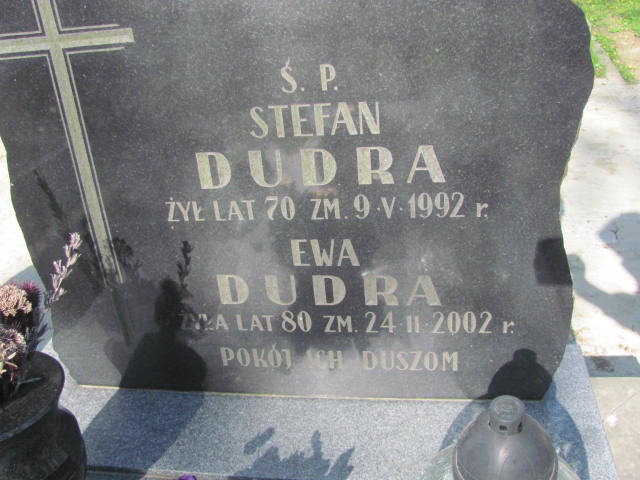 Ś. P.
STEFAN
DUDRA
ŻYŁ LAT 70 ZM. 9·V·1992 r.
EWA
DUDRA
ŻYŁA LAT 80 ZM. 24·II·2002 r.
POKÓJ ICH DUSZOM